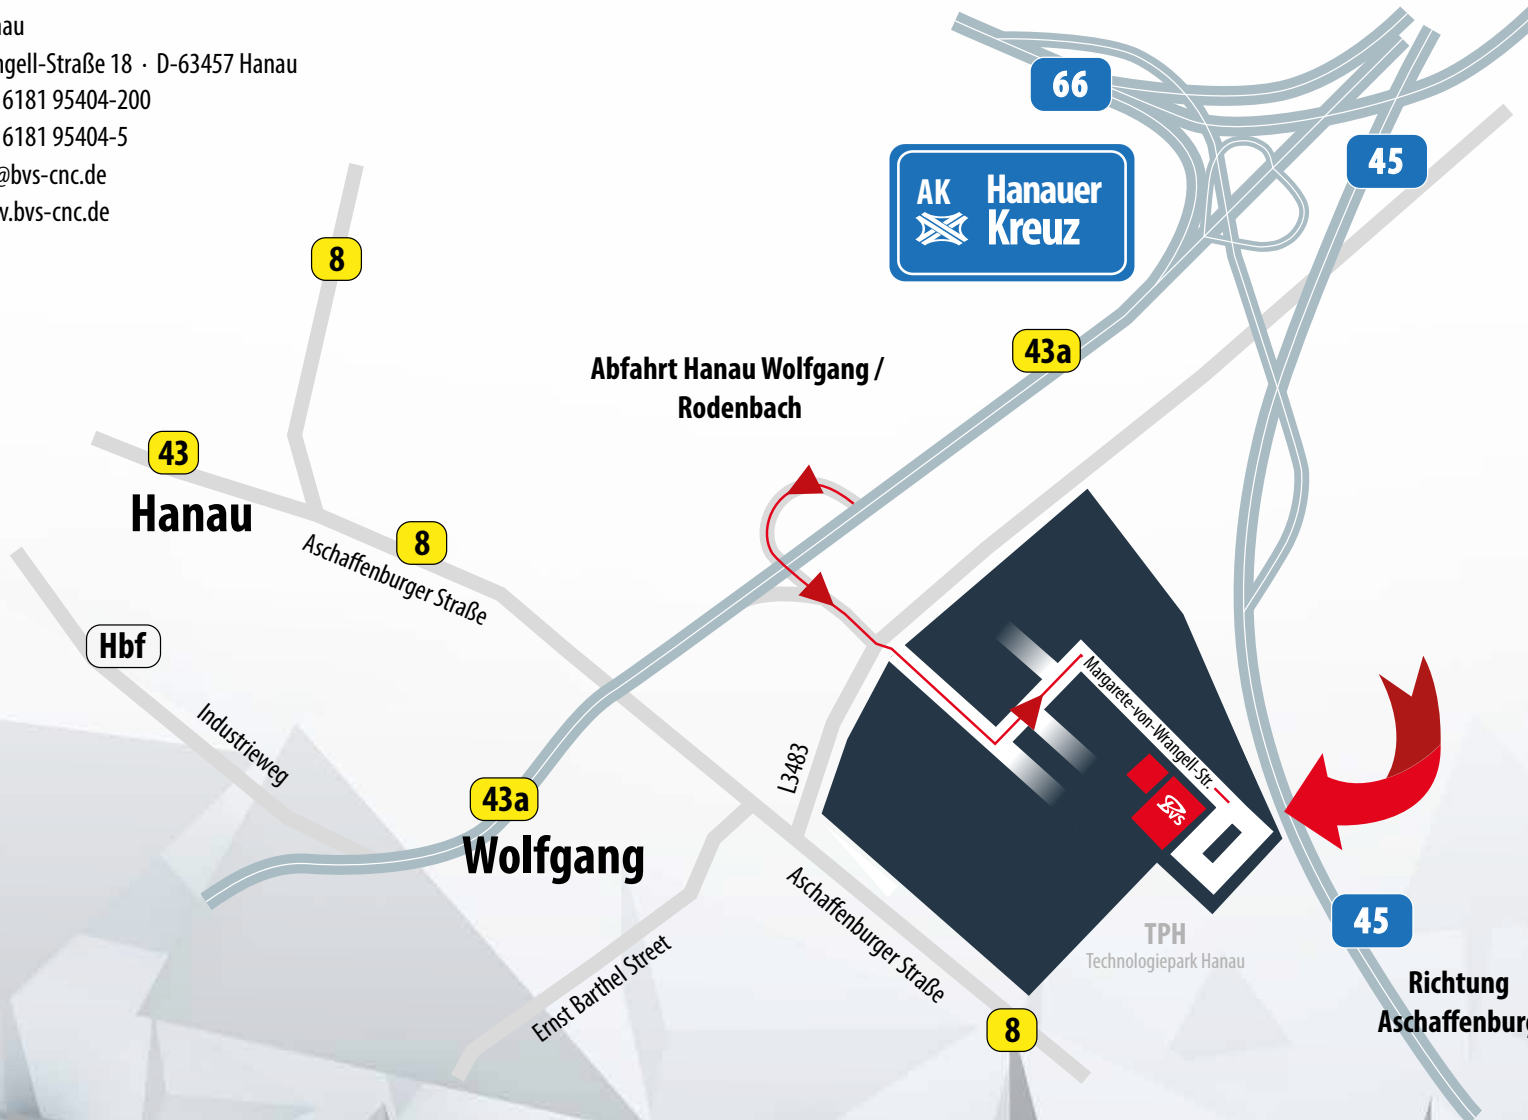 ngell-Straße 18 · D-63457 Hanau
6181 95404-200
6181 95404-5
@bvs-cnc.de
.bvs-cnc.de
66
45
AK Hanauer
Kreuz
8
43a
Abfahrt Hanau Wolfgang /
Rodenbach
43
Hanau
8
Aschaffenburger Straße
Hbf
Industrieweg
Margarete-von-Wrangell-Str.
BVS
L3483
43a
Wolfgang
Aschaffenburger Straße
Ernst Barthel Street
TPH
Technologiepark Hanau
45
Richtung
Aschaffenburg
8